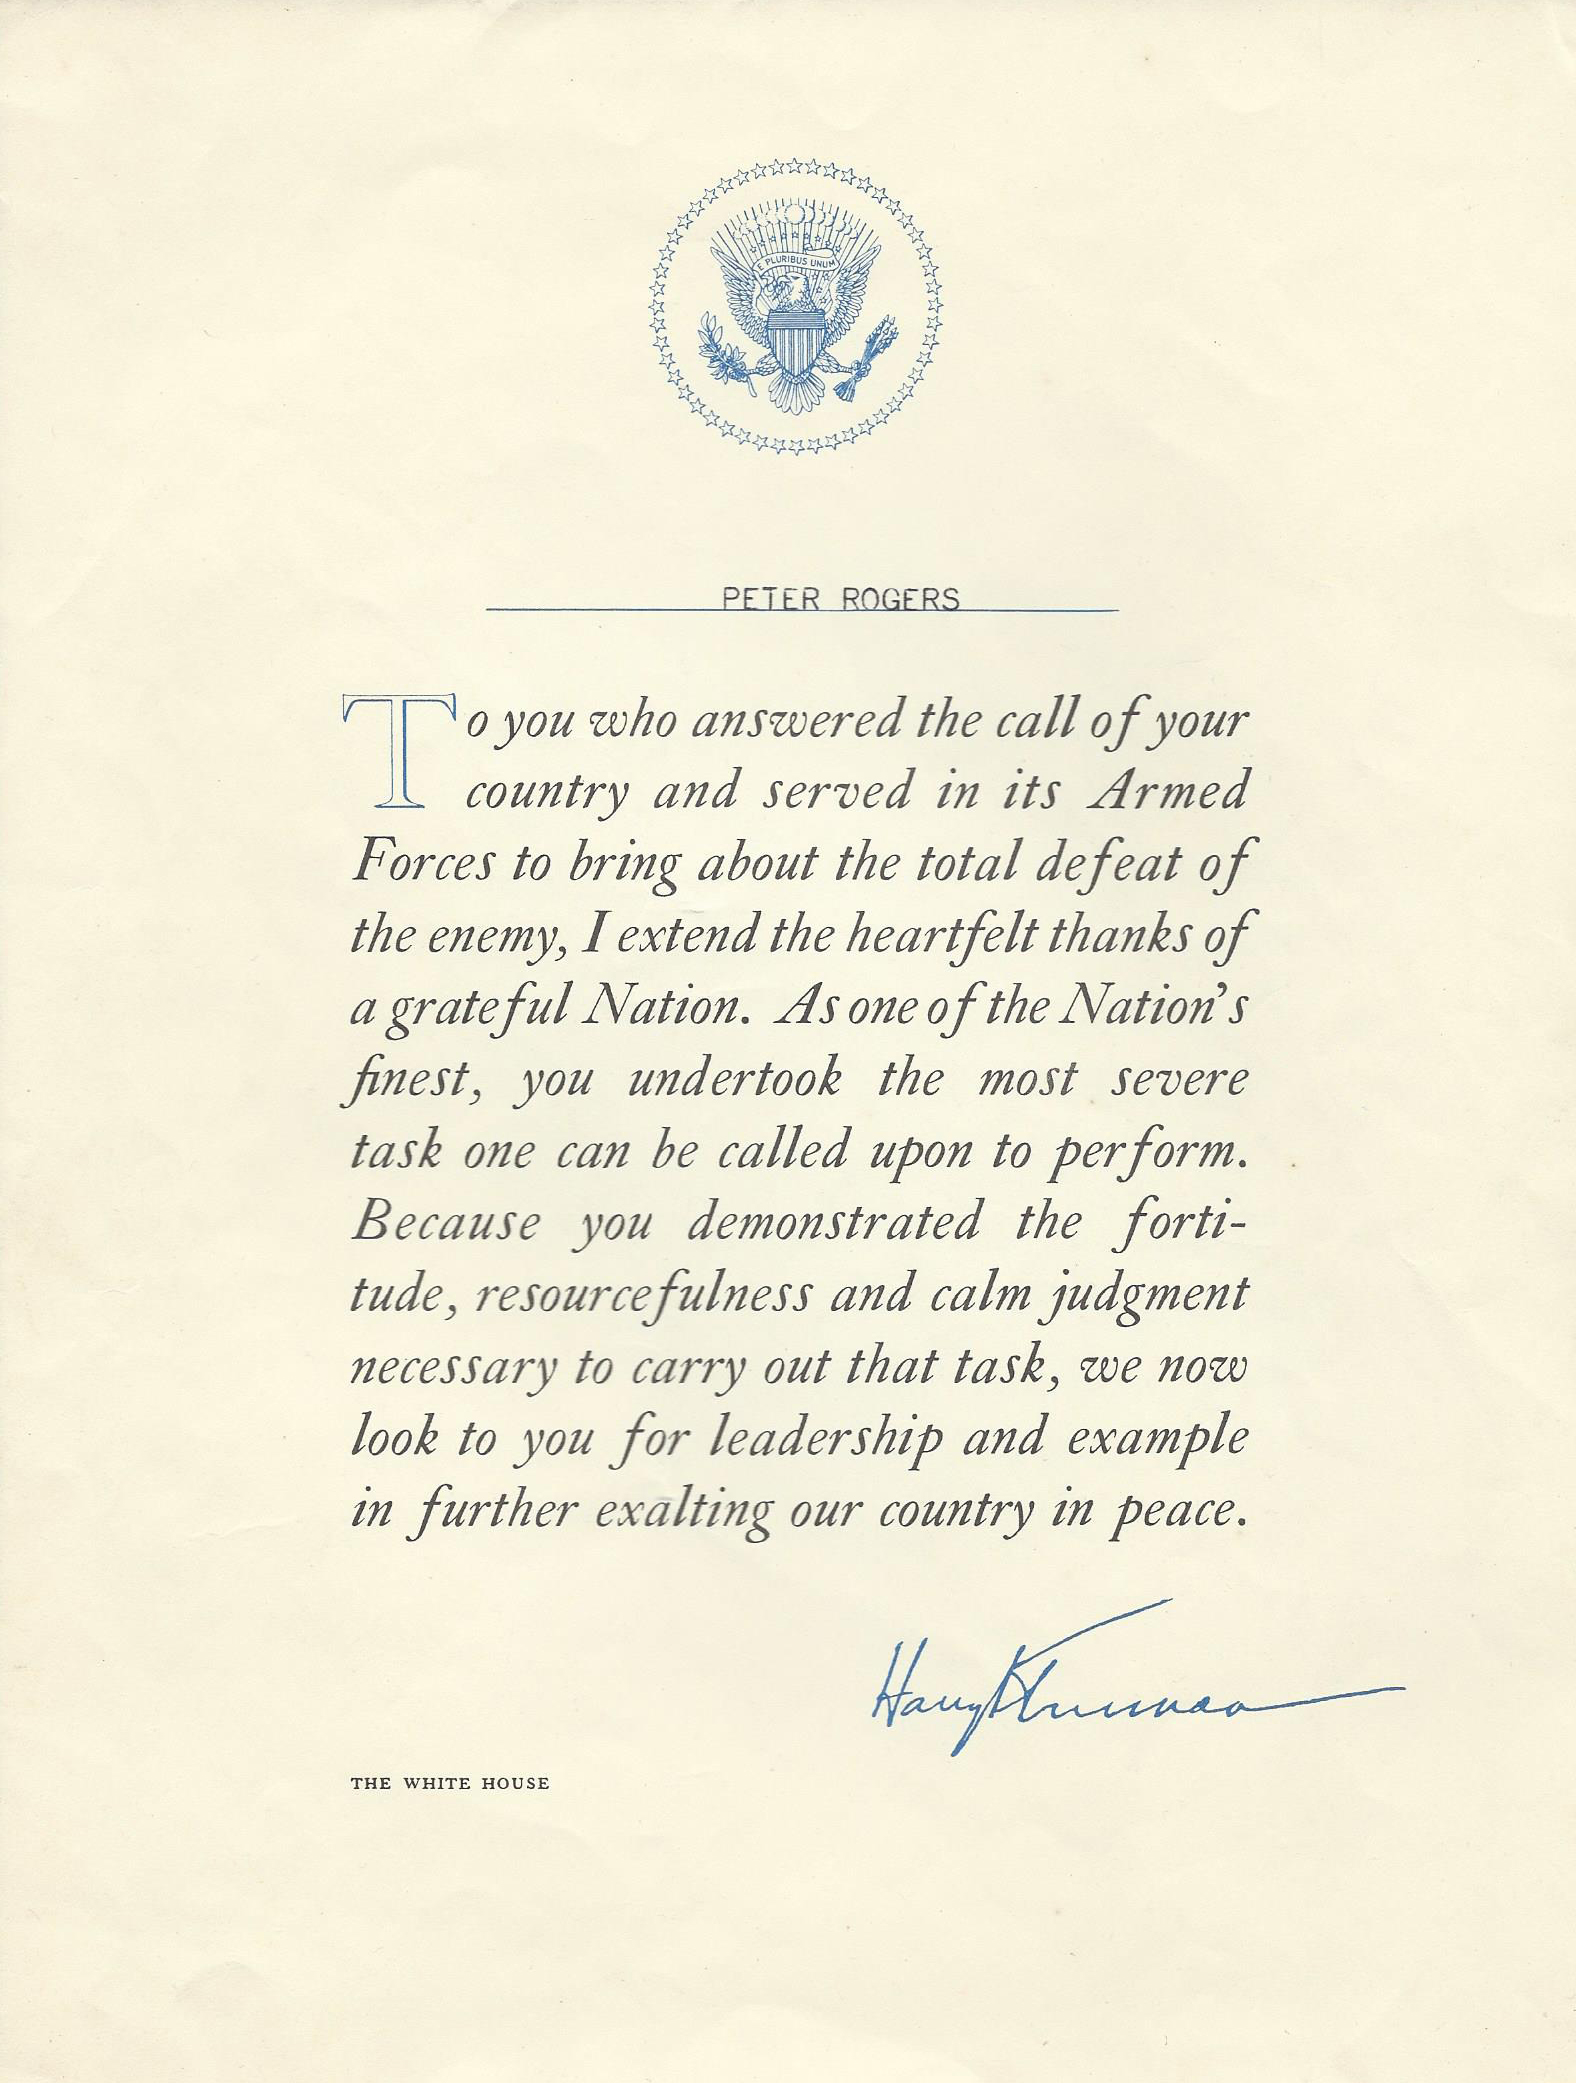 E PLURIBUS UNUM
PETER ROGERS
To you who answered the call of your
country and served in its Armed
Forces to bring about the total defeat of
the enemy, I extend the heartfelt thanks of
a grateful Nation. As one of the Nation's
finest, you undertook the most severe
task one can be called upon to perform.
Because you demonstrated the forti-
tude, resourcefulness and calm judgment
necessary to carry out that task, we now
look to you for leadership and example
in further exalting our country in peace.
Harry S Truman
THE WHITE HOUSE